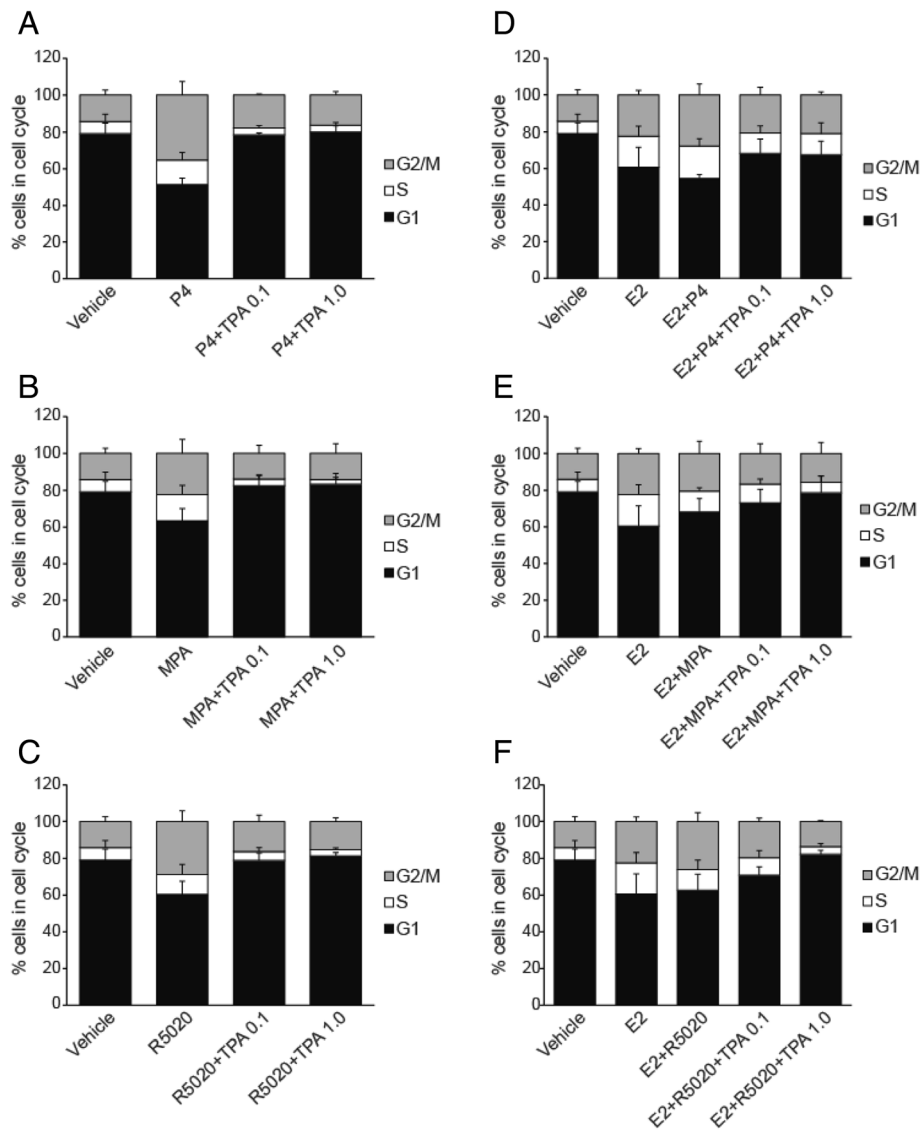 A
120
100
80
60
40
20
0
% cells in cell cycle
G2/M
S
G1
Vehicle
P4
P4+TPA 0.1
P4+TPA 1.0
B
120
100
80
60
40
20
0
% cells in cell cycle
G2/M
S
G1
Vehicle
MPA
MPA+TPA 0.1
MPA+TPA 1.0
C
120
100
80
60
40
20
0
% cells in cell cycle
G2/M
S
G1
Vehicle
R5020
R5020+TPA 0.1
R5020+TPA 1.0
D
120
100
80
60
40
20
0
% cells in cell cycle
G2/M
S
G1
Vehicle
E2
E2+P4
E2+P4+TPA 0.1
E2+P4+TPA 1.0
E
120
100
80
60
40
20
0
% cells in cell cycle
G2/M
S
G1
Vehicle
E2
E2+MPA
E2+MPA+TPA 0.1
E2+MPA+TPA 1.0
F
120
100
80
60
40
20
0
% cells in cell cycle
G2/M
S
G1
Vehicle
E2
E2+R5020
E2+R5020+TPA 0.1
E2+R5020+TPA 1.0